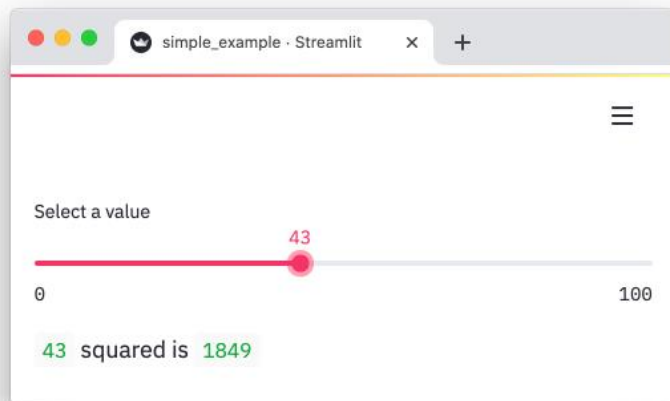 simple_example · Streamlit
Select a value
43
0 100
43 squared is 1849